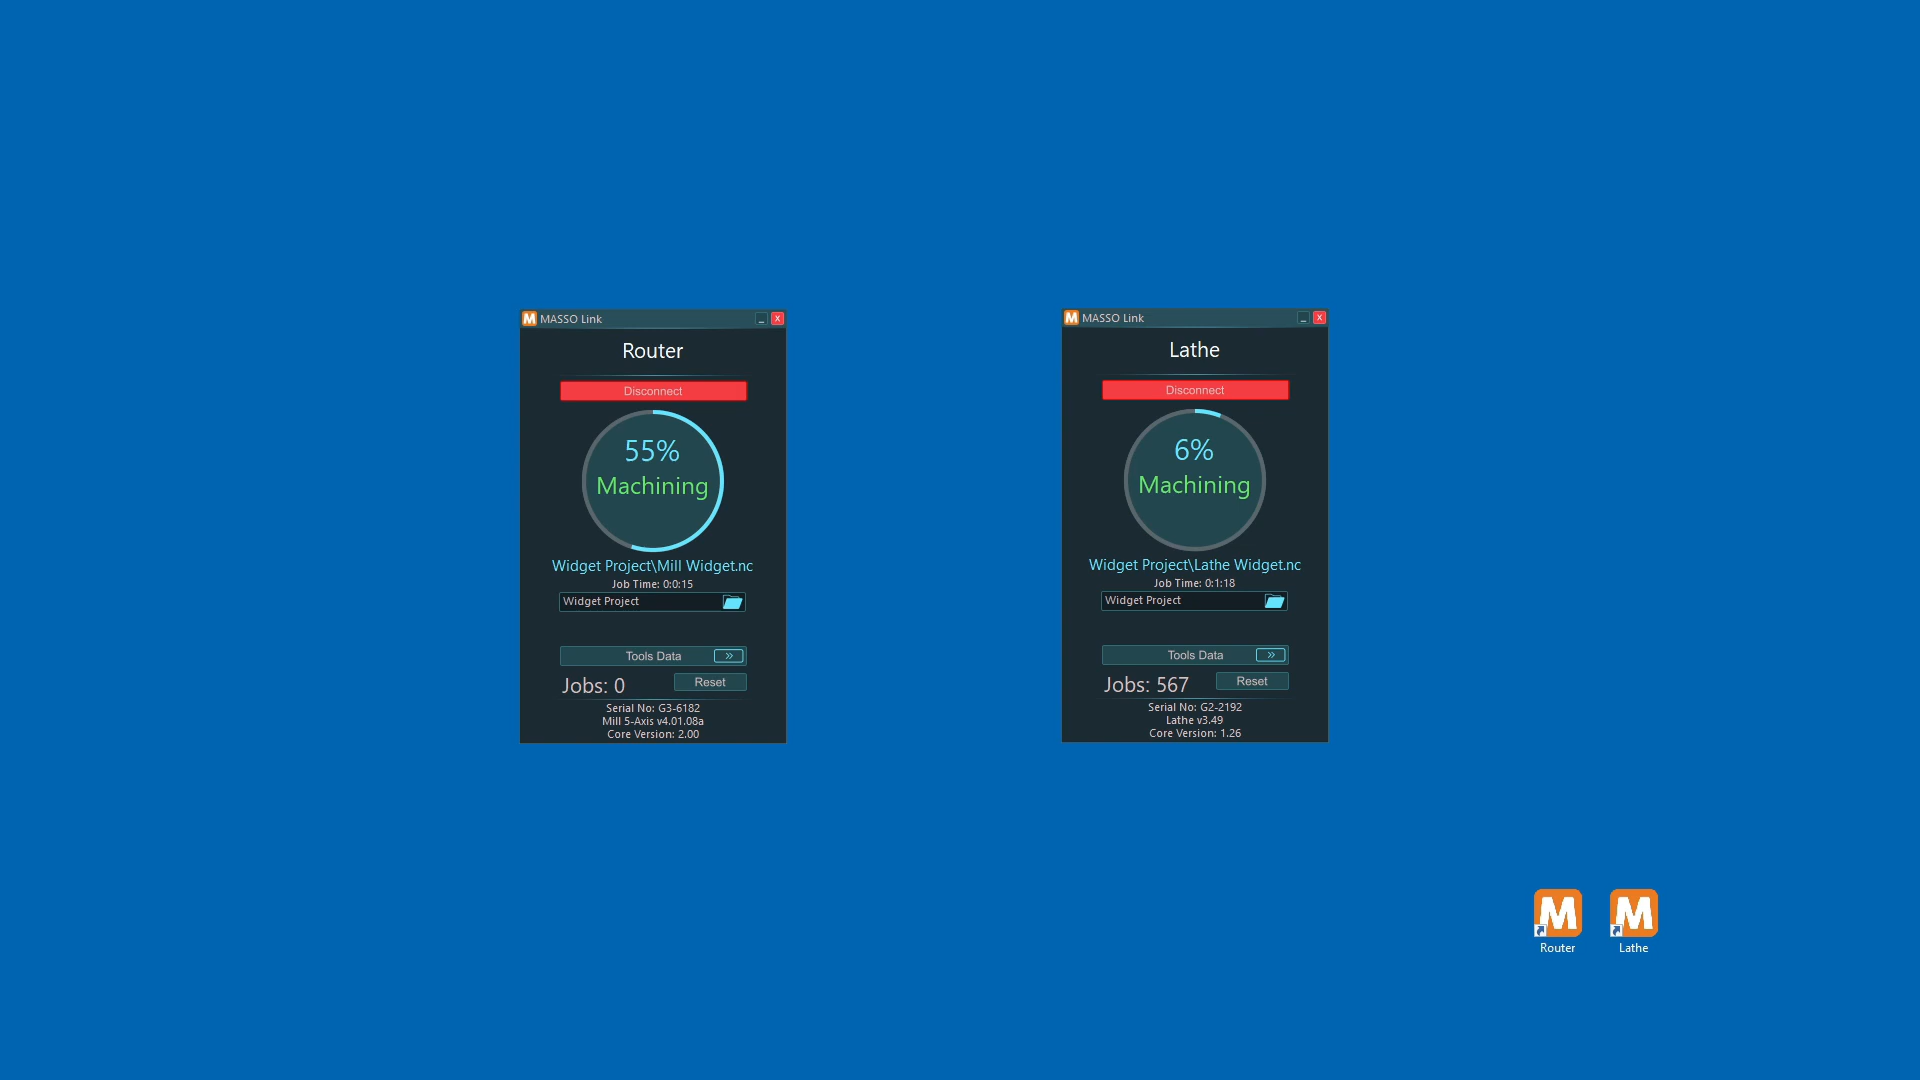 MASSO Link
Router
Disconnect
55%
Machining
Widget Project\Mill Widget.nc
Job Time: 0:0:15
Widget Project
Tools Data
Jobs: 0
Reset
Serial No: G3-6182
Mill 5-Axis v4.01.08a
Core Version: 2.00
MASSO Link
Lathe
Disconnect
6%
Machining
Widget Project\Lathe Widget.nc
Job Time: 0:1:18
Widget Project
Tools Data
Jobs: 567
Reset
Serial No: G2-2192
Lathe v3.49
Core Version: 1.26
Router
Lathe